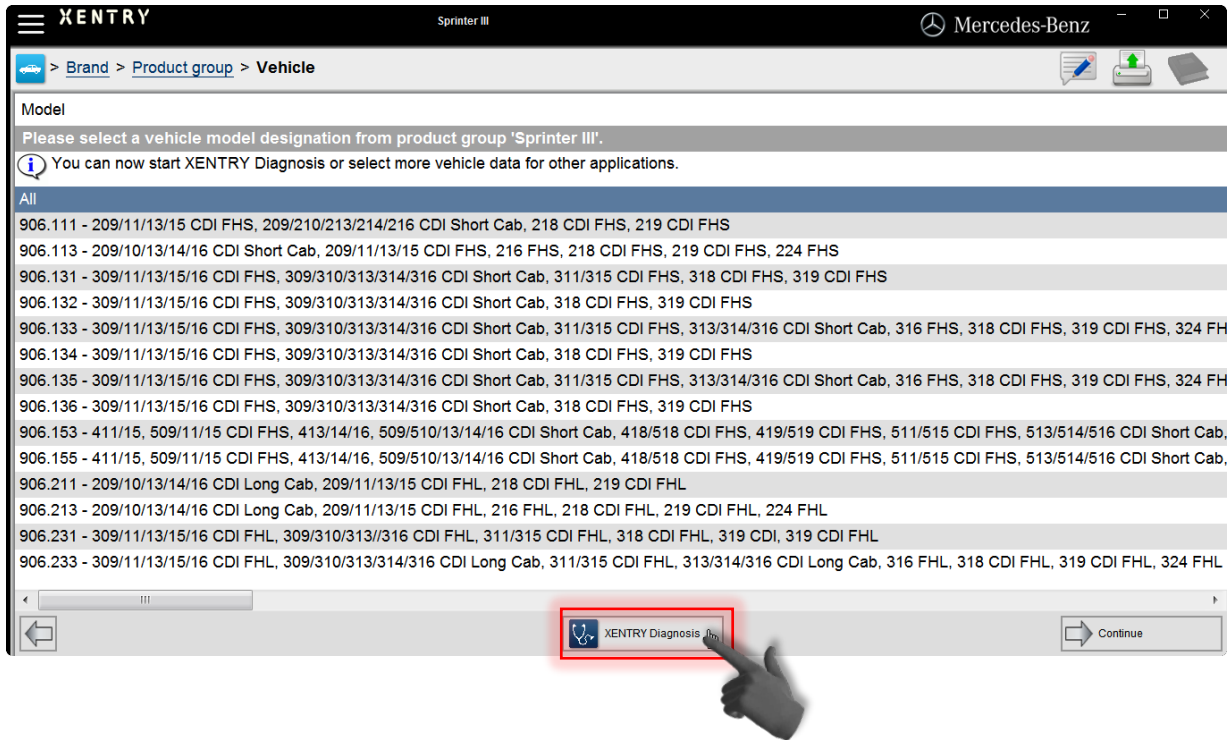 XENTRY
Sprinter III
Mercedes-Benz
> Brand > Product group > Vehicle
Model
Please select a vehicle model designation from product group 'Sprinter III'.
You can now start XENTRY Diagnosis or select more vehicle data for other applications.
All
906.111 - 209/11/13/15 CDI FHS, 209/210/213/214/216 CDI Short Cab, 218 CDI FHS, 219 CDI FHS
906.113 - 209/10/13/14/16 CDI Short Cab, 209/11/13/15 CDI FHS, 216 FHS, 218 CDI FHS, 219 CDI FHS, 224 FHS
906.131 - 309/11/13/15/16 CDI FHS, 309/310/313/314/316 CDI Short Cab, 311/315 CDI FHS, 318 CDI FHS, 319 CDI FHS
906.132 - 309/11/13/15/16 CDI FHS, 309/310/313/314/316 CDI Short Cab, 318 CDI FHS, 319 CDI FHS
906.133 - 309/11/13/15/16 CDI FHS, 309/310/313/314/316 CDI Short Cab, 311/315 CDI FHS, 313/314/316 CDI Short Cab, 316 FHS, 318 CDI FHS, 319 CDI FHS, 324 FH
906.134 - 309/11/13/15/16 CDI FHS, 309/310/313/314/316 CDI Short Cab, 318 CDI FHS, 319 CDI FHS
906.135 - 309/11/13/15/16 CDI FHS, 309/310/313/314/316 CDI Short Cab, 311/315 CDI FHS, 313/314/316 CDI Short Cab, 316 FHS, 318 CDI FHS, 319 CDI FHS, 324 FH
906.136 - 309/11/13/15/16 CDI FHS, 309/310/313/314/316 CDI Short Cab, 318 CDI FHS, 319 CDI FHS
906.153 - 411/15, 509/11/15 CDI FHS, 413/14/16, 509/510/13/14/16 CDI Short Cab, 418/518 CDI FHS, 419/519 CDI FHS, 511/515 CDI FHS, 513/514/516 CDI Short Cab,
906.155 - 411/15, 509/11/15 CDI FHS, 413/14/16, 509/510/13/14/16 CDI Short Cab, 418/518 CDI FHS, 419/519 CDI FHS, 511/515 CDI FHS, 513/514/516 CDI Short Cab,
906.211 - 209/10/13/14/16 CDI Long Cab, 209/11/13/15 CDI FHL, 218 CDI FHL, 219 CDI FHL
906.213 - 209/10/13/14/16 CDI Long Cab, 209/11/13/15 CDI FHL, 216 FHL, 218 CDI FHL, 219 CDI FHL, 224 FHL
906.231 - 309/11/13/15/16 CDI FHL, 309/310/313//316 CDI FHL, 311/315 CDI FHL, 318 CDI FHL, 319 CDI, 319 CDI FHL
906.233 - 309/11/13/15/16 CDI FHL, 309/310/313/314/316 CDI Long Cab, 311/315 CDI FHL, 313/314/316 CDI Long Cab, 316 FHL, 318 CDI FHL, 319 CDI FHL, 324 FHL
XENTRY Diagnosis
Continue